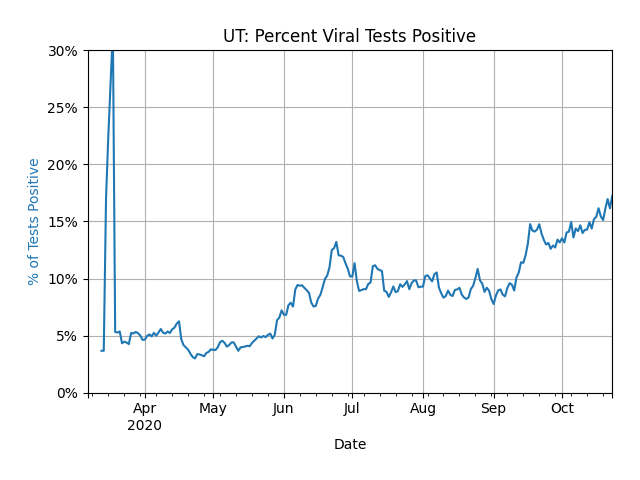 UT: Percent Viral Tests Positive
30%
25%
20%
15%
10%
5%
0%
% of Tests Positive
Apr May Jun Jul Aug Sep Oct
2020
Date